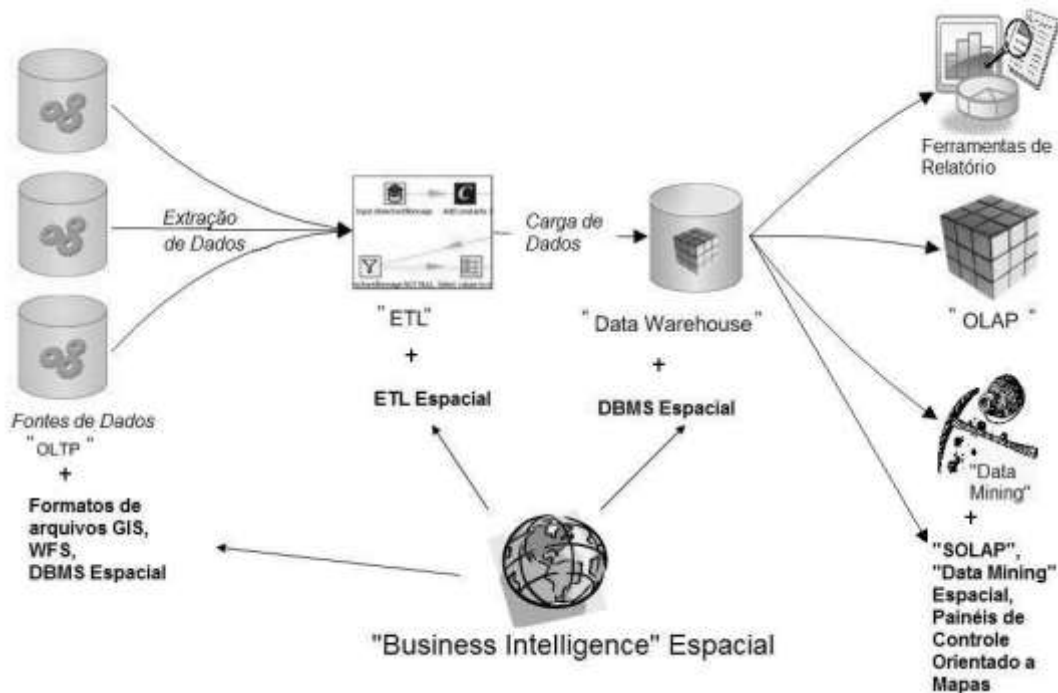 Extração
de Dados
Fontes de Dados
"OLTP"
+
Formatos de
arquivos GIS,
WFS,
DBMS Espacial
"ETL"
+
ETL Espacial
Carga de
Dados
"Data Warehouse"
+
DBMS Espacial
Ferramentas de
Relatório
"OLAP"
"Data
Mining"
+
"SOLAP",
"Data Mining"
Espacial,
Painéis de
Controle
Orientado a
Mapas
"Business Intelligence" Espacial